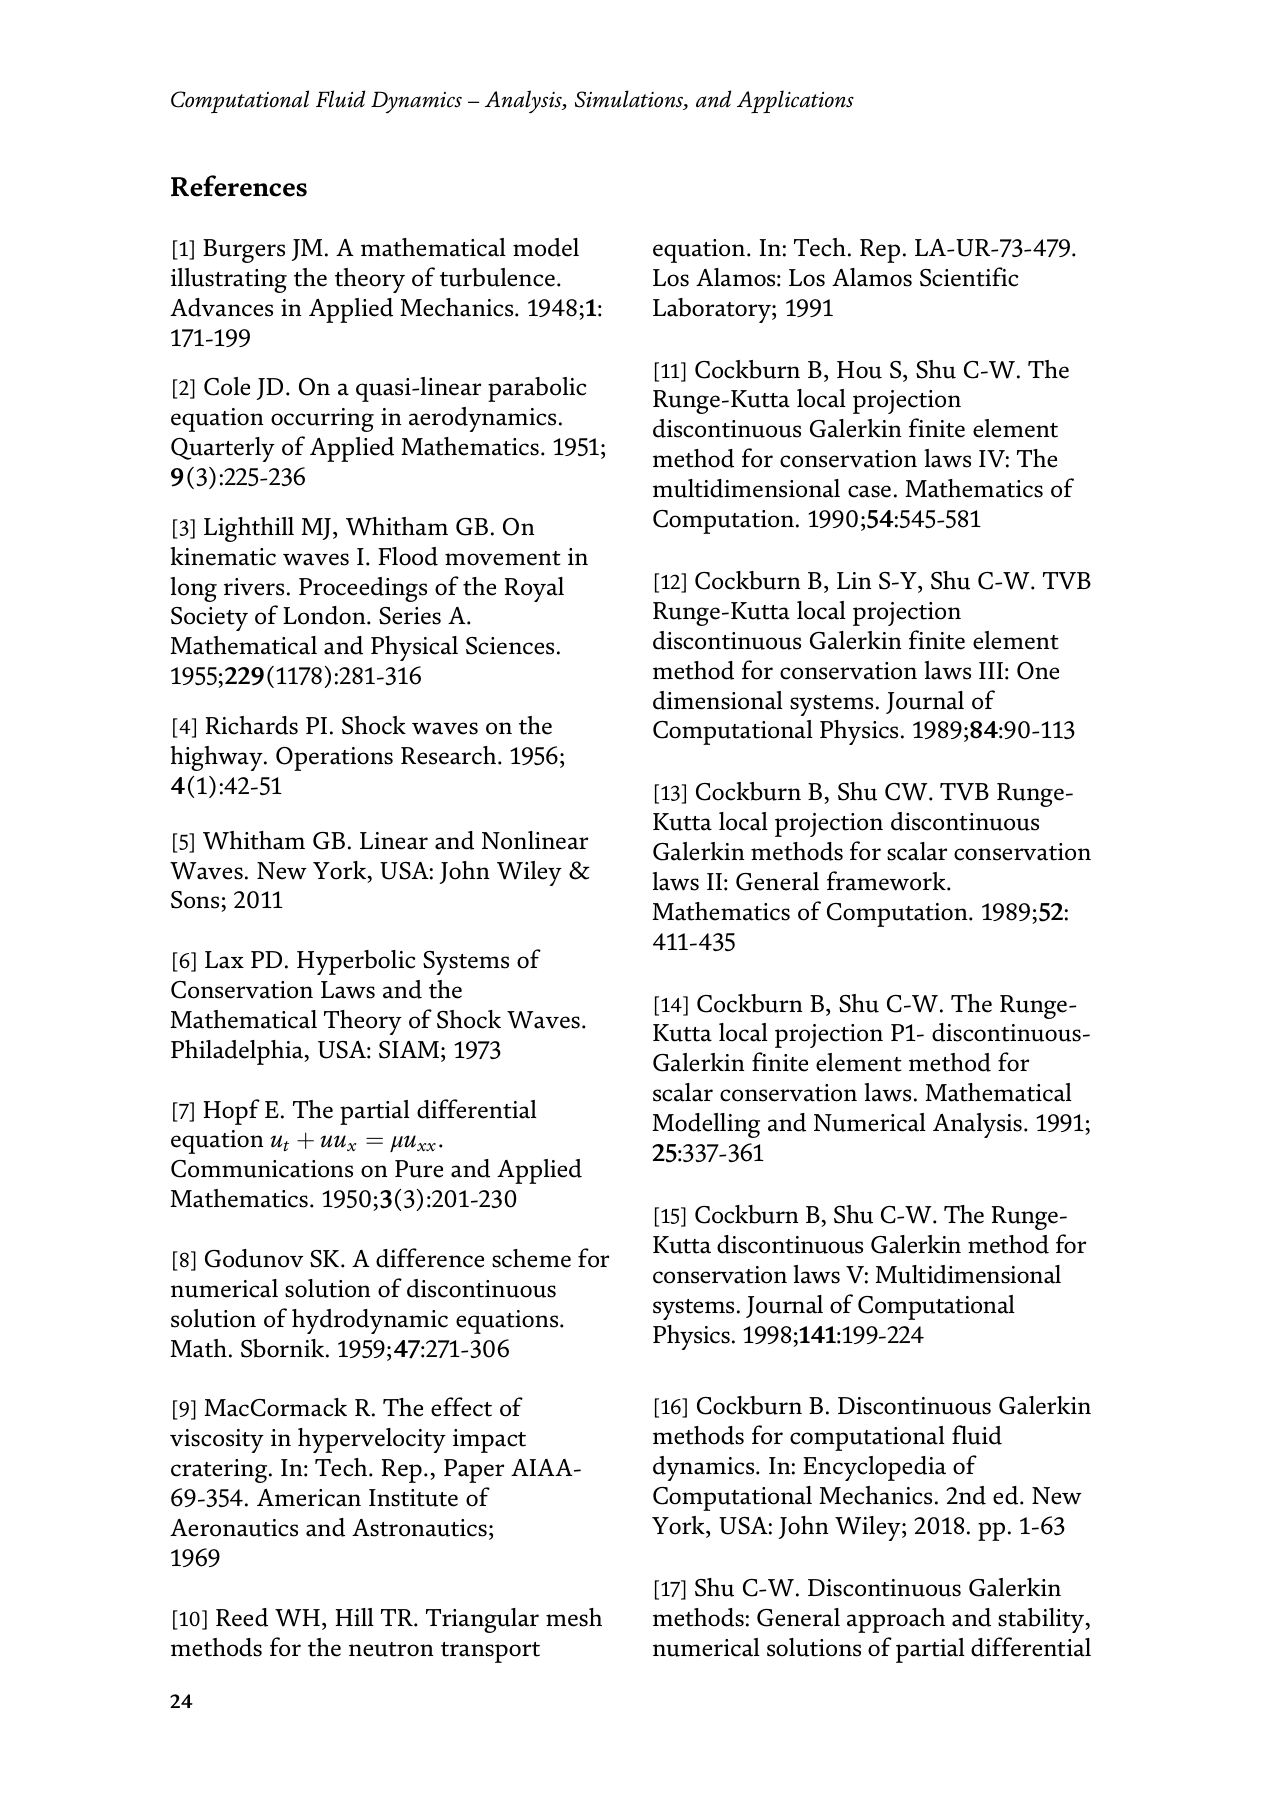 Computational Fluid Dynamics – Analysis, Simulations, and Applications
References
[1] Burgers JM. A mathematical model
illustrating the theory of turbulence.
Advances in Applied Mechanics. 1948;1:
171-199
[2] Cole JD. On a quasi-linear parabolic
equation occurring in aerodynamics.
Quarterly of Applied Mathematics. 1951;
9(3):225-236
[3] Lighthill MJ, Whitham GB. On
kinematic waves I. Flood movement in
long rivers. Proceedings of the Royal
Society of London. Series A.
Mathematical and Physical Sciences.
1955;229(1178):281-316
[4] Richards PI. Shock waves on the
highway. Operations Research. 1956;
4(1):42-51
[5] Whitham GB. Linear and Nonlinear
Waves. New York, USA: John Wiley &
Sons; 2011
[6] Lax PD. Hyperbolic Systems of
Conservation Laws and the
Mathematical Theory of Shock Waves.
Philadelphia, USA: SIAM; 1973
[7] Hopf E. The partial differential
equation uₜ + uuₓ = μuₓₓ.
Communications on Pure and Applied
Mathematics. 1950;3(3):201-230
[8] Godunov SK. A difference scheme for
numerical solution of discontinuous
solution of hydrodynamic equations.
Math. Sbornik. 1959;47:271-306
[9] MacCormack R. The effect of
viscosity in hypervelocity impact
cratering. In: Tech. Rep., Paper AIAA-
69-354. American Institute of
Aeronautics and Astronautics;
1969
[10] Reed WH, Hill TR. Triangular mesh
methods for the neutron transport
equation. In: Tech. Rep. LA-UR-73-479.
Los Alamos: Los Alamos Scientific
Laboratory; 1991
[11] Cockburn B, Hou S, Shu C-W. The
Runge-Kutta local projection
discontinuous Galerkin finite element
method for conservation laws IV: The
multidimensional case. Mathematics of
Computation. 1990;54:545-581
[12] Cockburn B, Lin S-Y, Shu C-W. TVB
Runge-Kutta local projection
discontinuous Galerkin finite element
method for conservation laws III: One
dimensional systems. Journal of
Computational Physics. 1989;84:90-113
[13] Cockburn B, Shu CW. TVB Runge-
Kutta local projection discontinuous
Galerkin methods for scalar conservation
laws II: General framework.
Mathematics of Computation. 1989;52:
411-435
[14] Cockburn B, Shu C-W. The Runge-
Kutta local projection P1- discontinuous-
Galerkin finite element method for
scalar conservation laws. Mathematical
Modelling and Numerical Analysis. 1991;
25:337-361
[15] Cockburn B, Shu C-W. The Runge-
Kutta discontinuous Galerkin method for
conservation laws V: Multidimensional
systems. Journal of Computational
Physics. 1998;141:199-224
[16] Cockburn B. Discontinuous Galerkin
methods for computational fluid
dynamics. In: Encyclopedia of
Computational Mechanics. 2nd ed. New
York, USA: John Wiley; 2018. pp. 1-63
[17] Shu C-W. Discontinuous Galerkin
methods: General approach and stability,
numerical solutions of partial differential
24